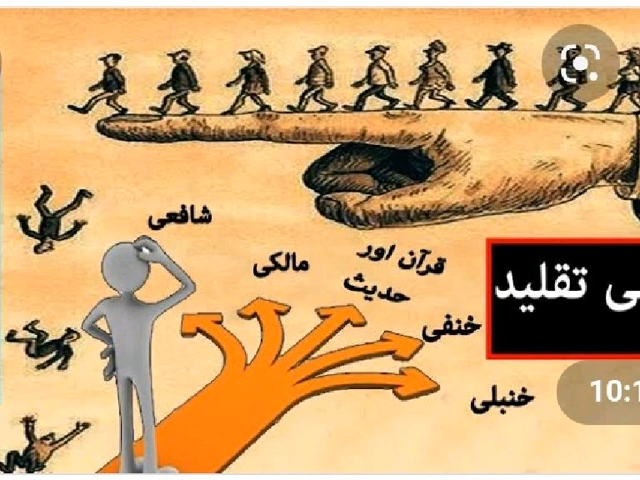 شافعی
مالکی
قرآن اور
حدیث
خنفی
خنبلی
ی تقلید
10:1